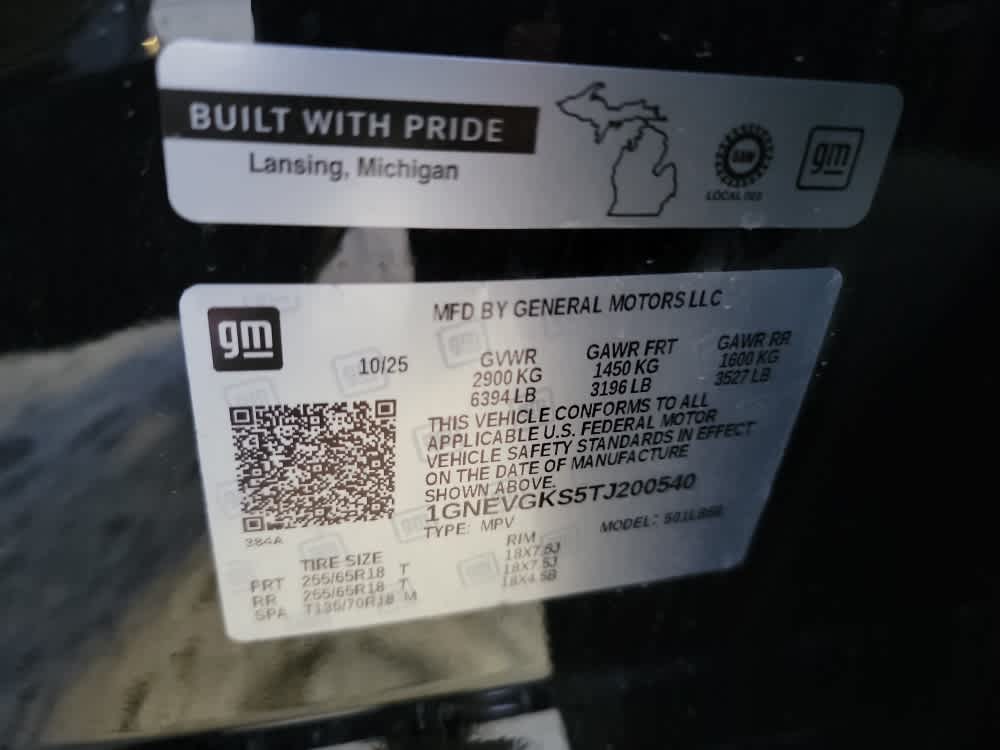 BUILT WITH PRIDE
Lansing, Michigan
LOCAL
gm
gm
MFD BY GENERAL MOTORS LLC
10/25
GVWR GAWR FRT GAWR RR
2900 KG 1450 KG 1600 KG
6394 LB 3196 LB 3527 LB
THIS VEHICLE CONFORMS TO ALL
APPLICABLE U.S. FEDERAL MOTOR
VEHICLE SAFETY STANDARDS IN EFFECT
ON THE DATE OF MANUFACTURE
SHOWN ABOVE.
1GNEVGKS5TJ200540
TYPE: MPV MODEL:
384A
TIRE SIZE RIM
FRT 255/65R18 T 18X7.5J
RR 255/65R18 T 18X7.5J
SPA T135/70R18 M 18X4.5B